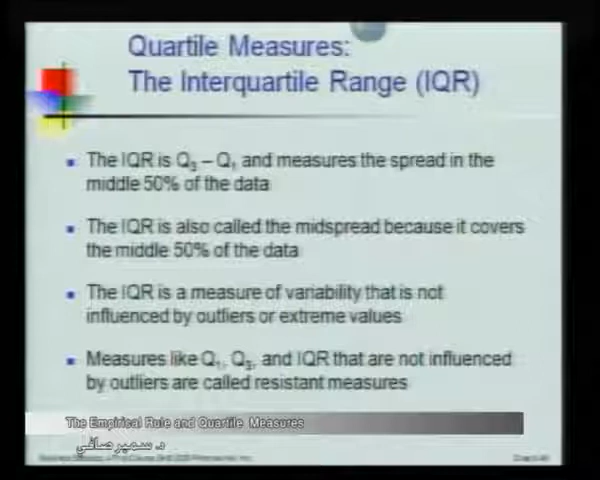 Quartile Measures:
The Interquartile Range (IQR)
The IQR is Q₃ – Q₁ and measures the spread in the
middle 50% of the data
The IQR is also called the midspread because it covers
the middle 50% of the data
The IQR is a measure of variability that is not
influenced by outliers or extreme values
Measures like Q₁, Q₃, and IQR that are not influenced
by outliers are called resistant measures
The Empirical Rule and Quartile Measures
د. سمير صافي